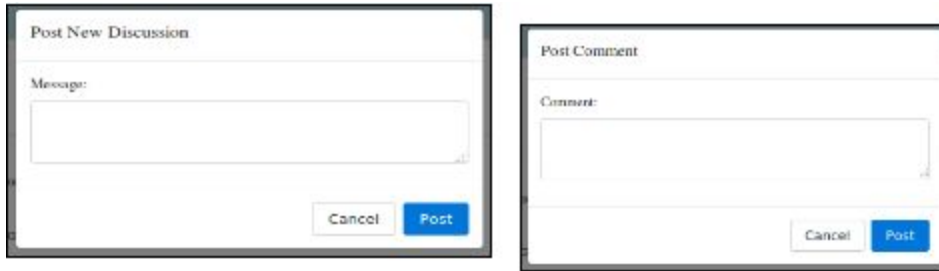 Post New Discussion
Message:
Cancel
Post
Post Comment
Comment:
Cancel
Post